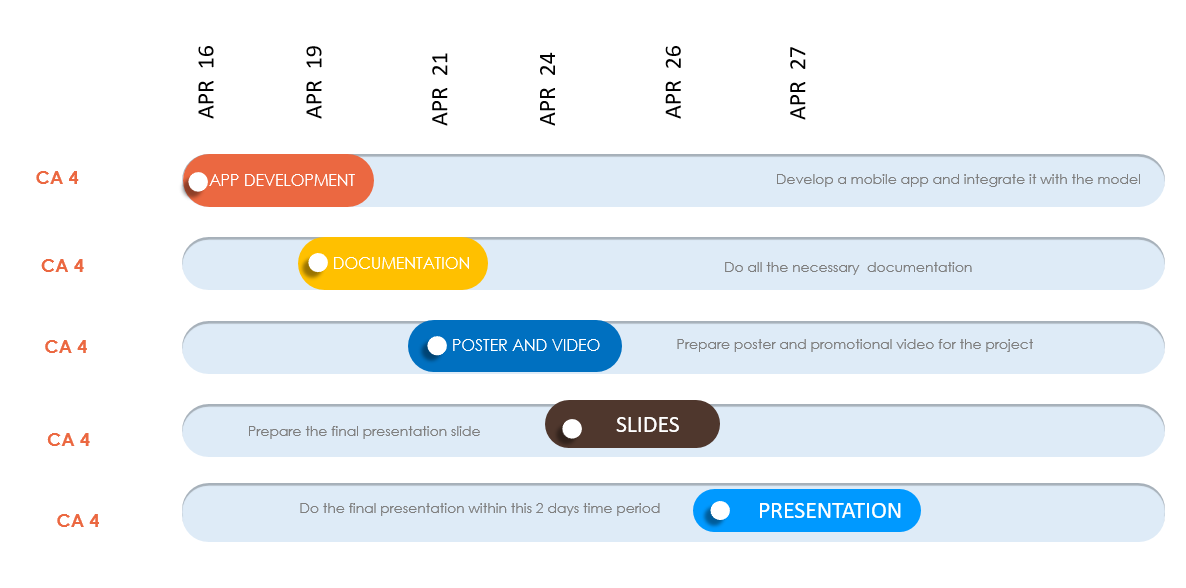 APR 16
APR 19
APR 21
APR 24
APR 26
APR 27
CA 4
APP DEVELOPMENT
Develop a mobile app and integrate it with the model
CA 4
DOCUMENTATION
Do all the necessary documentation
CA 4
POSTER AND VIDEO
Prepare poster and promotional video for the project
CA 4
Prepare the final presentation slide
SLIDES
CA 4
Do the final presentation within this 2 days time period
PRESENTATION